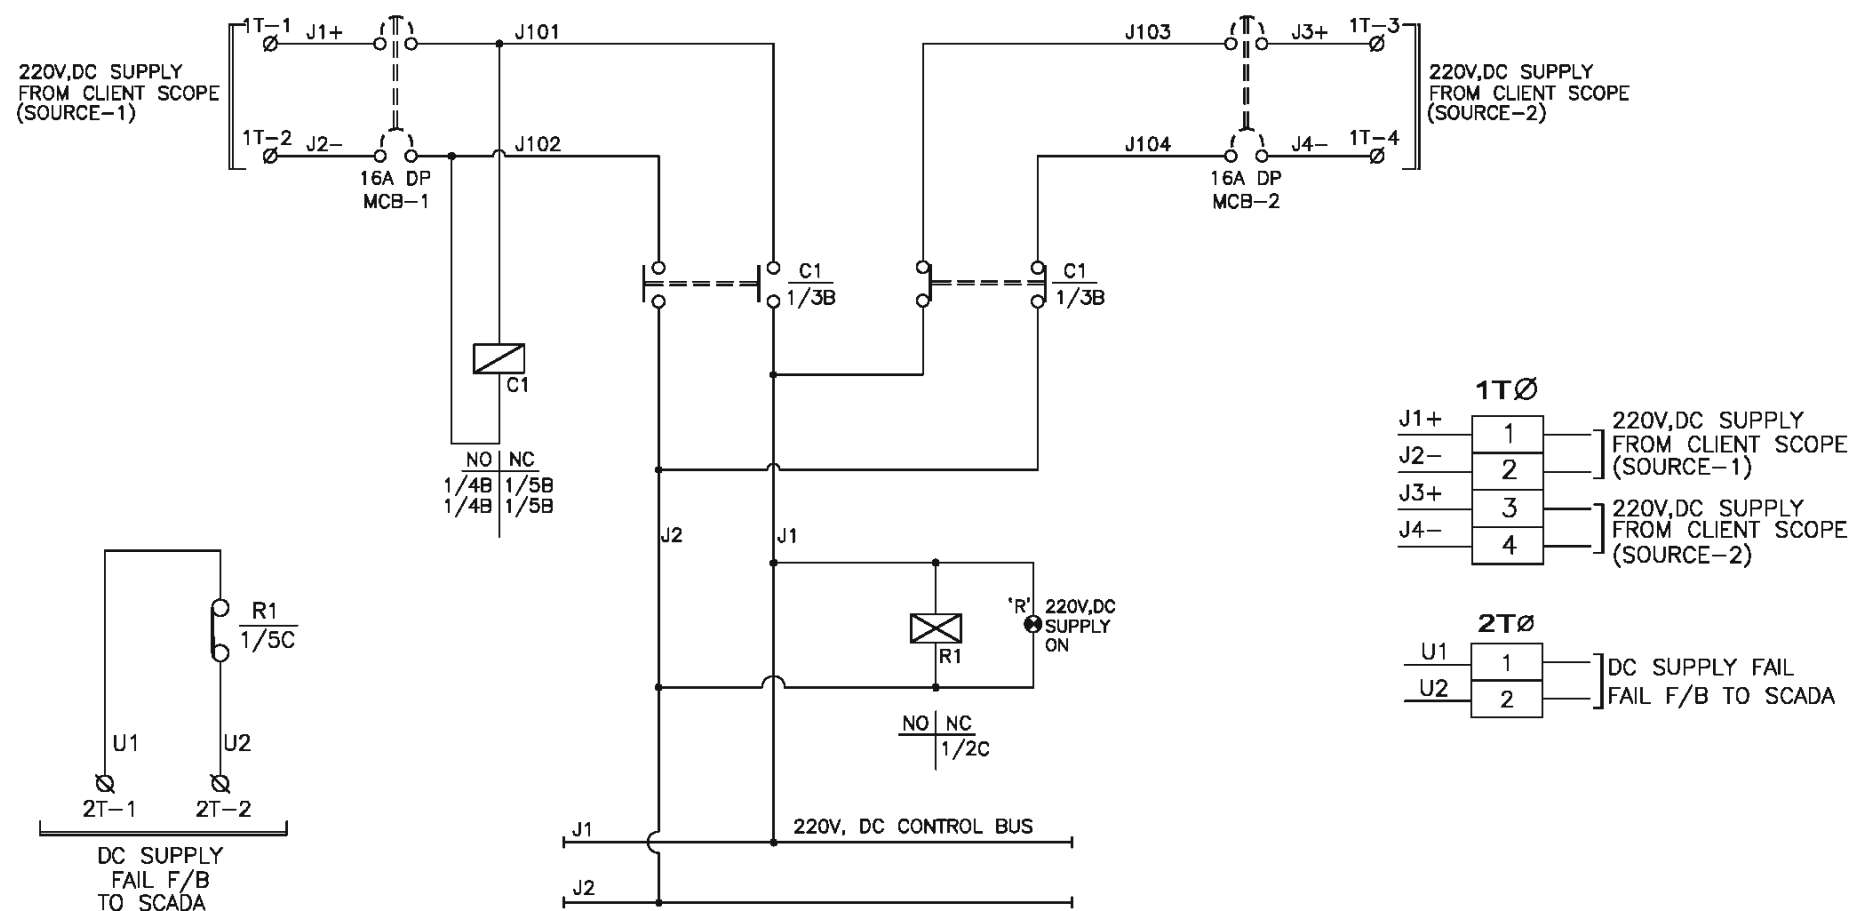 1T-1
J1+
J101
J103
J3+
1T-3
220V,DC SUPPLY
FROM CLIENT SCOPE
(SOURCE-1)
220V,DC SUPPLY
FROM CLIENT SCOPE
(SOURCE-2)
1T-2
J2-
J102
J104
J4-
1T-4
16A DP
MCB-1
16A DP
MCB-2
C1
1/3B
C1
1/3B
C1
NO NC
1/4B 1/5B
1/4B 1/5B
J2
J1
1TØ
J1+ 1
J2- 2
J3+ 3
J4- 4
220V,DC SUPPLY
FROM CLIENT SCOPE
(SOURCE-1)
220V,DC SUPPLY
FROM CLIENT SCOPE
(SOURCE-2)
R1
1/5C
'R'
220V,DC
SUPPLY
ON
R1
NO NC
1/2C
2TØ
U1 1
U2 2
DC SUPPLY FAIL
FAIL F/B TO SCADA
U1
U2
2T-1
2T-2
DC SUPPLY
FAIL F/B
TO SCADA
J1
220V, DC CONTROL BUS
J2